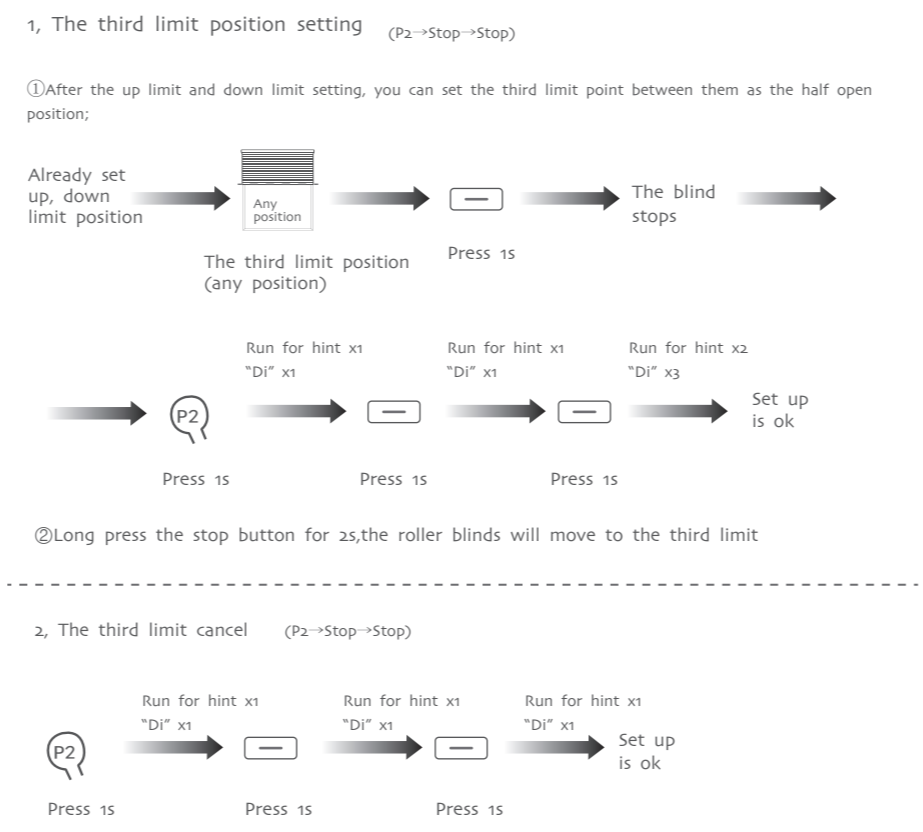 1, The third limit position setting (P2→Stop→Stop)
①After the up limit and down limit setting, you can set the third limit point between them as the half open
position;
Already set
up, down
limit position
Any
position
The third limit position
(any position)
Press 1s
The blind
stops
Run for hint x1
"Di" x1
Run for hint x1
"Di" x1
Run for hint x2
"Di" x3
P2
Set up
is ok
Press 1s
Press 1s
Press 1s
②Long press the stop button for 2s,the roller blinds will move to the third limit
2, The third limit cancel (P2→Stop→Stop)
Run for hint x1
"Di" x1
Run for hint x1
"Di" x1
Run for hint x1
"Di" x1
P2
Set up
is ok
Press 1s
Press 1s
Press 1s